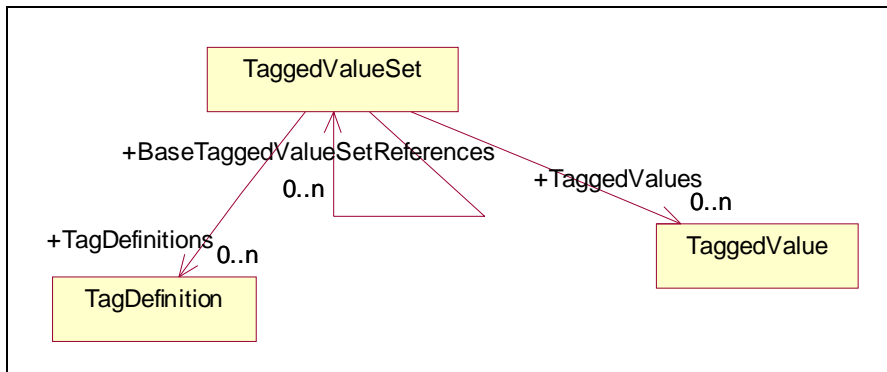 TaggedValueSet
+BaseTaggedValueSetReferences
0..n
+TaggedValues
0..n
+TagDefinitions
0..n
TaggedValue
TagDefinition